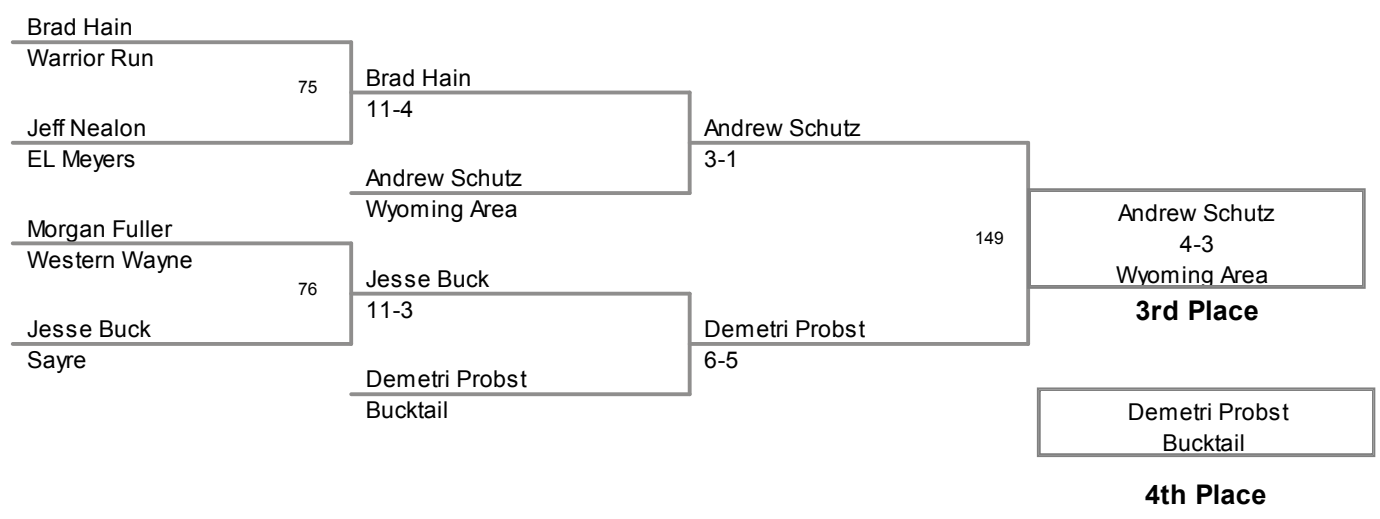 Brad Hain
Warrior Run
75
Jeff Nealon
EL Meyers
Morgan Fuller
Western Wayne
76
Jesse Buck
Sayre
Brad Hain
11-4
Andrew Schutz
Wyoming Area
Jesse Buck
11-3
Demetri Probst
Bucktail
Andrew Schutz
3-1
149
Demetri Probst
6-5
Andrew Schutz
4-3
Wyoming Area
3rd Place
Demetri Probst
Bucktail
4th Place